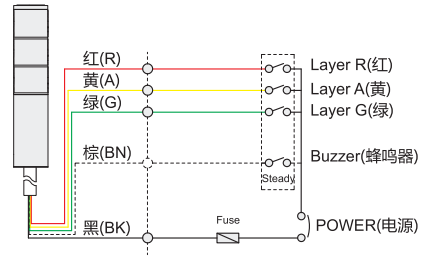 红(R)
Layer R(红)
黄(A)
Layer A(黄)
绿(G)
Layer G(绿)
棕(BN)
Buzzer(蜂鸣器)
Steady
黑(BK)
Fuse
POWER(电源)